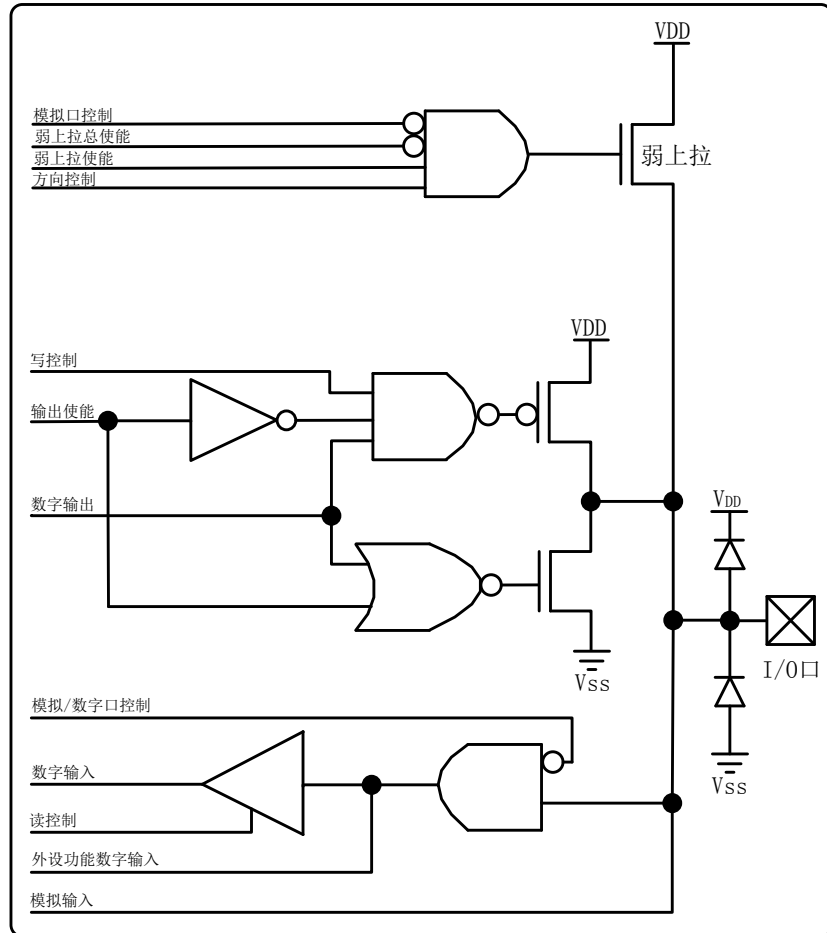 VDD
模拟口控制
弱上拉总使能
弱上拉使能
方向控制
弱上拉
VDD
写控制
输出使能
数字输出
VDD
I/O口
Vss
模拟/数字口控制
数字输入
Vss
读控制
外设功能数字输入
模拟输入